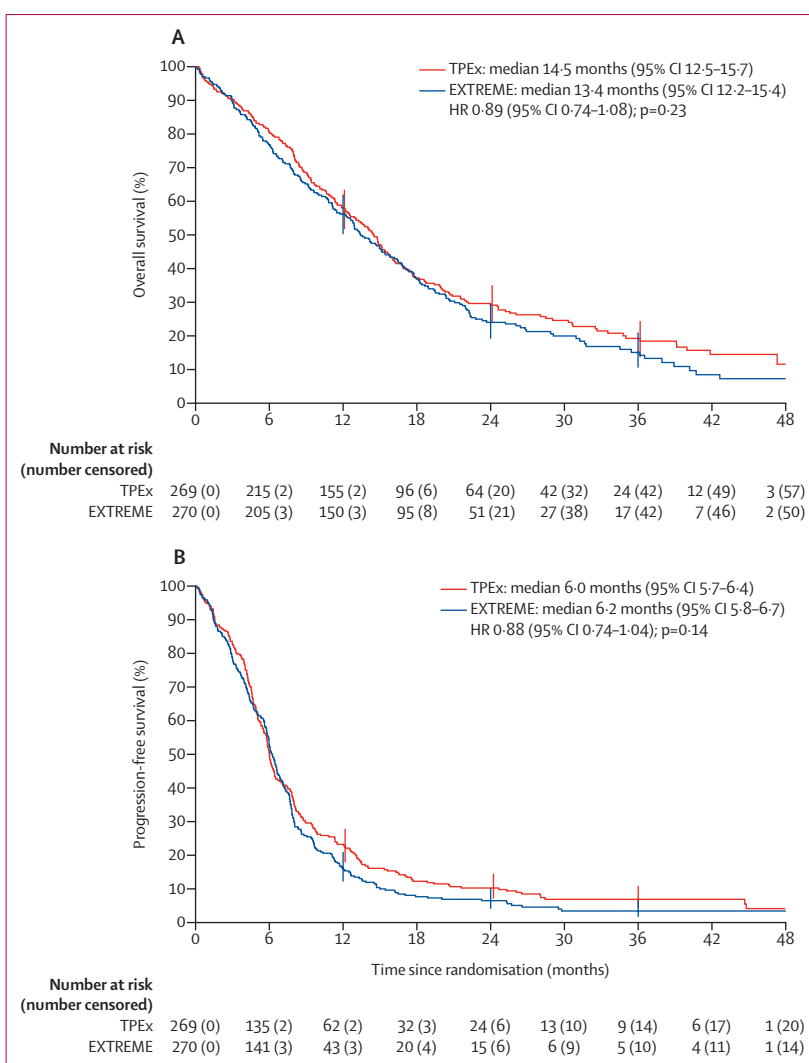 A
TPEx: median 14·5 months (95% CI 12·5–15·7)
EXTREME: median 13·4 months (95% CI 12·2–15·4)
HR 0·89 (95% CI 0·74–1·08); p=0·23
Overall survival (%)
100
90
80
70
60
50
40
30
20
10
0
0 6 12 18 24 30 36 42 48
Number at risk
(number censored)
TPEx 269 (0) 215 (2) 155 (2) 96 (6) 64 (20) 42 (32) 24 (42) 12 (49) 3 (57)
EXTREME 270 (0) 205 (3) 150 (3) 95 (8) 51 (21) 27 (38) 17 (42) 7 (46) 2 (50)
B
TPEx: median 6·0 months (95% CI 5·7–6·4)
EXTREME: median 6·2 months (95% CI 5·8–6·7)
HR 0·88 (95% CI 0·74–1·04); p=0·14
Progression-free survival (%)
100
90
80
70
60
50
40
30
20
10
0
0 6 12 18 24 30 36 42 48
Time since randomisation (months)
Number at risk
(number censored)
TPEx 269 (0) 135 (2) 62 (2) 32 (3) 24 (6) 13 (10) 9 (14) 6 (17) 1 (20)
EXTREME 270 (0) 141 (3) 43 (3) 20 (4) 15 (6) 6 (9) 5 (10) 4 (11) 1 (14)